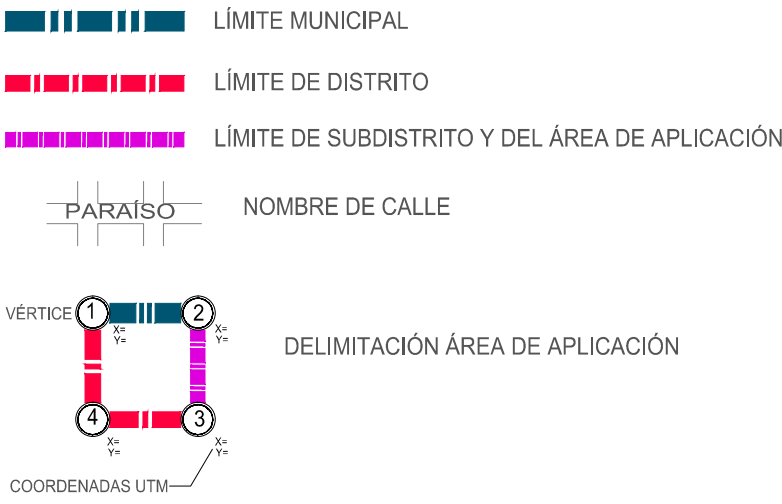 LÍMITE MUNICIPAL
LÍMITE DE DISTRITO
LÍMITE DE SUBDISTRITO Y DEL ÁREA DE APLICACIÓN
PARAÍSO
NOMBRE DE CALLE
VÉRTICE
1
2
X=
Y=
X=
Y=
DELIMITACIÓN ÁREA DE APLICACIÓN
4
3
X=
Y=
X=
Y=
COORDENADAS UTM